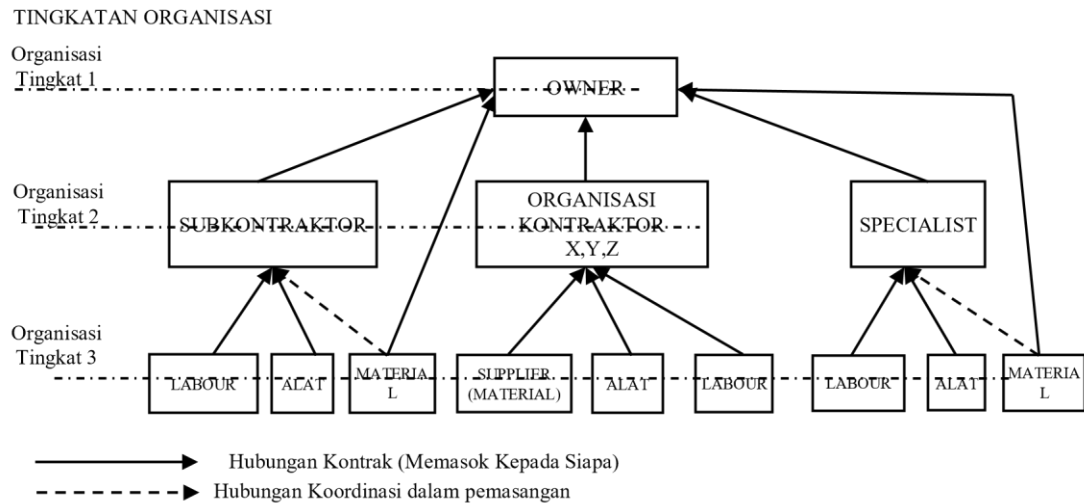 TINGKATAN ORGANISASI
Organisasi
Tingkat 1
OWNER
Organisasi
Tingkat 2
SUBKONTRAKTOR
ORGANISASI
KONTRAKTOR
X,Y,Z
SPECIALIST
Organisasi
Tingkat 3
LABOUR
ALAT
MATERIA
L
SUPPLIER
(MATERIAL)
ALAT
LABOUR
LABOUR
ALAT
MATERIA
L
Hubungan Kontrak (Memasok Kepada Siapa)
Hubungan Koordinasi dalam pemasangan